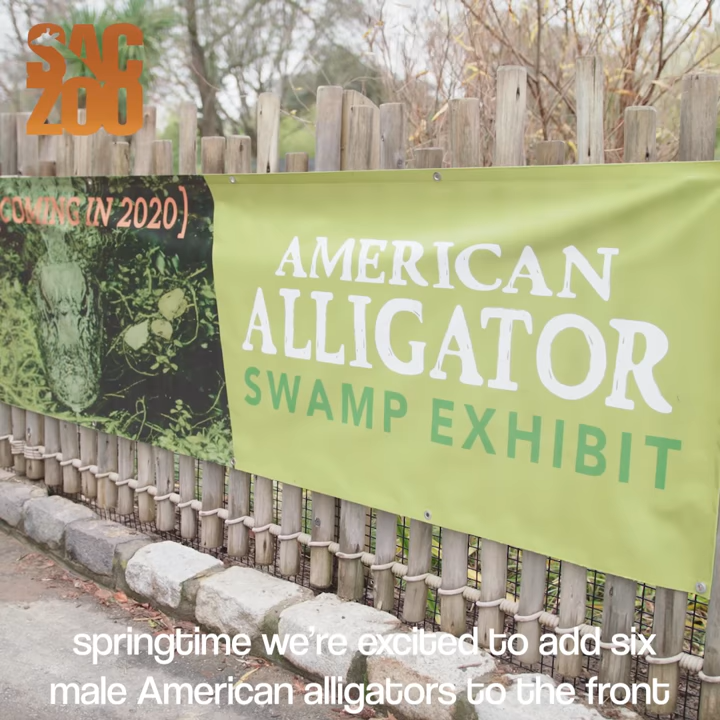 SAC
ZOO
COMING IN 2020]
AMERICAN
ALLIGATOR
SWAMP EXHIBIT
springtime we're excited to add six
male American alligators to the front